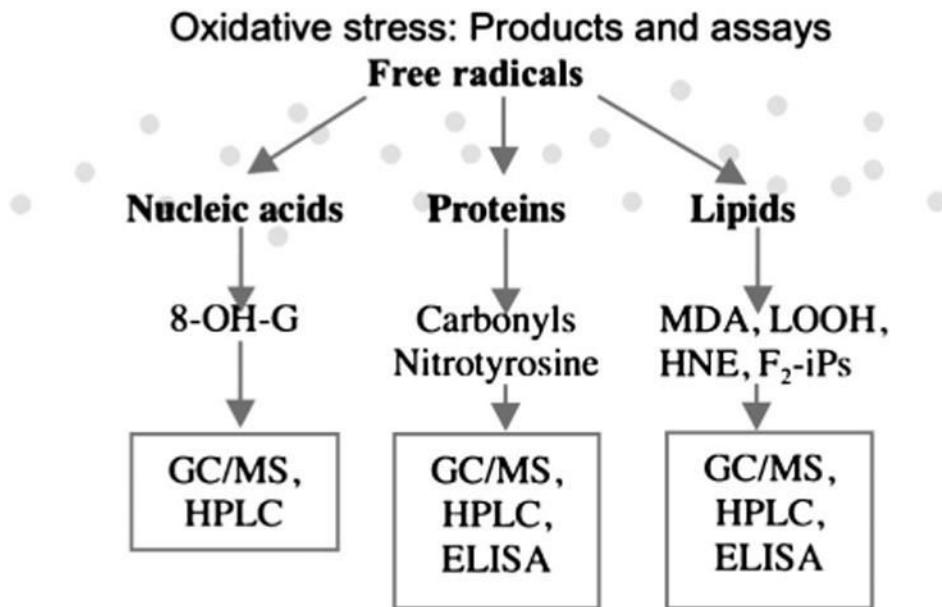 Oxidative stress: Products and assays
Free radicals
Nucleic acids
Proteins
Lipids
8-OH-G
Carbonyls
Nitrotyrosine
MDA, LOOH,
HNE, F₂-iPs
GC/MS,
HPLC
GC/MS,
HPLC,
ELISA
GC/MS,
HPLC,
ELISA